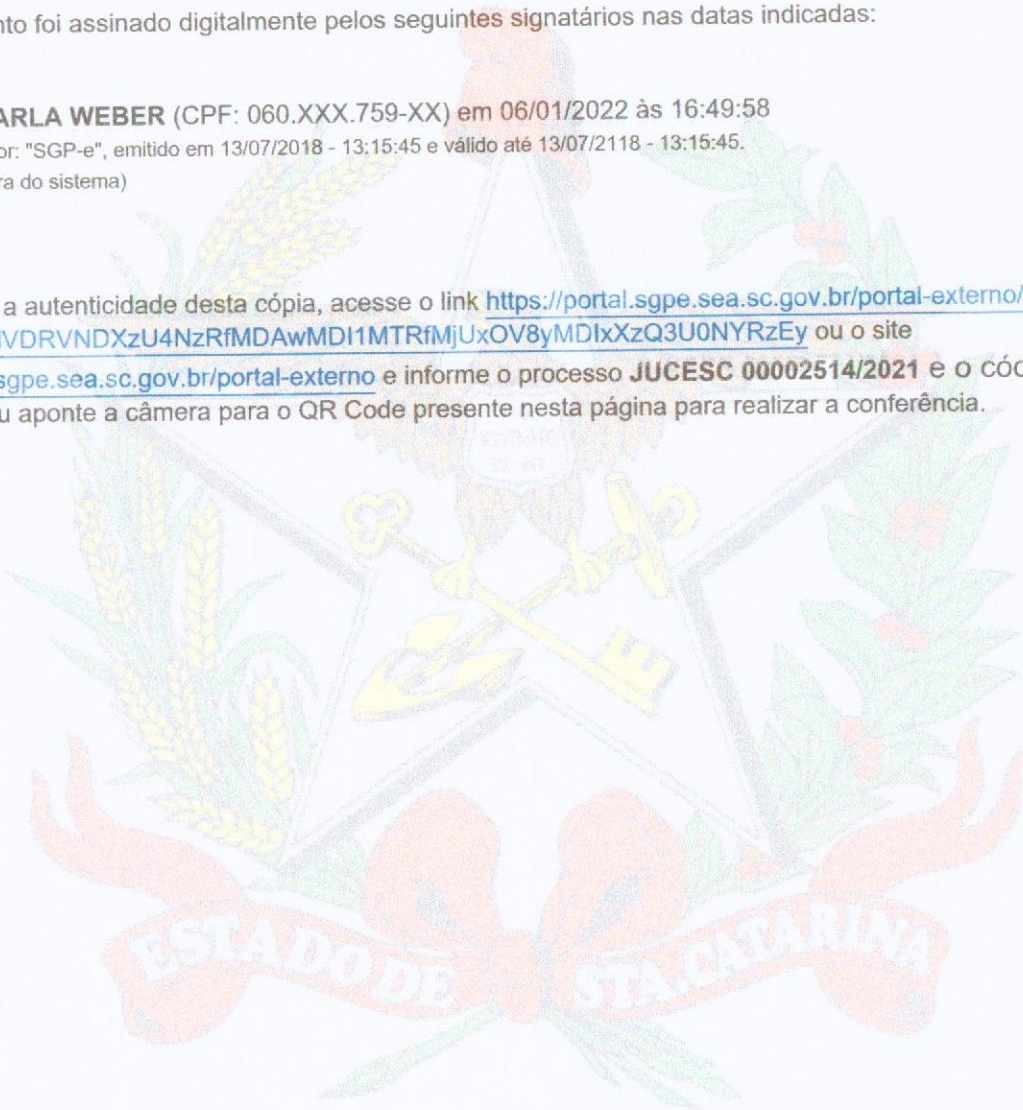 nto foi assinado digitalmente pelos seguintes signatários nas datas indicadas:
ARLA WEBER (CPF: 060.XXX.759-XX) em 06/01/2022 às 16:49:58
or: "SGP-e", emitido em 13/07/2018 - 13:15:45 e válido até 13/07/2118 - 13:15:45.
ra do sistema)
a autenticidade desta cópia, acesse o link https://portal.sgpe.sea.sc.gov.br/portal-externo/
VDRVNDXzU4NzRfMDAwMDI1MTRfMjUxOV8yMDIxXzQ3U0NYRzEy ou o site
sgpe.sea.sc.gov.br/portal-externo e informe o processo JUCESC 00002514/2021 e o cód
u aponte a câmera para o QR Code presente nesta página para realizar a conferência.
ESTADO DE STA. CATARINA